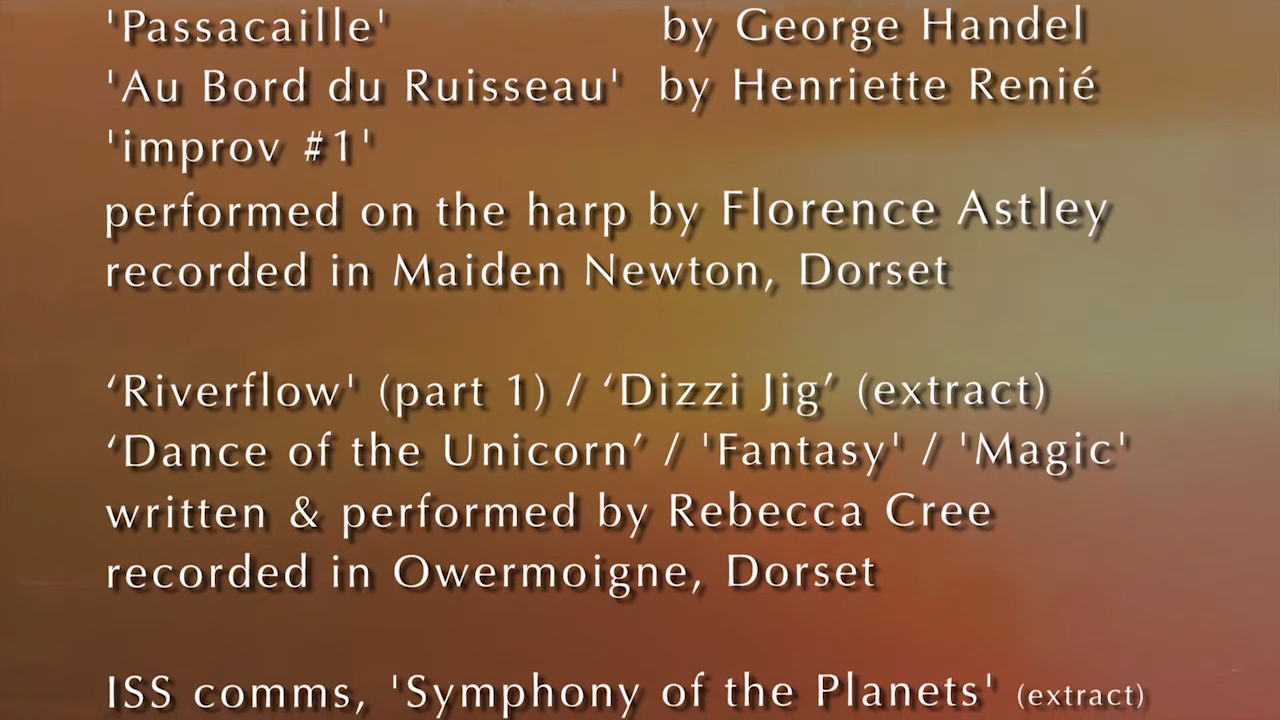 'Passacaille' by George Handel
'Au Bord du Ruisseau' by Henriette Renié
'improv #1'
performed on the harp by Florence Astley
recorded in Maiden Newton, Dorset
‘Riverflow' (part 1) / ‘Dizzi Jig’ (extract)
‘Dance of the Unicorn’ / 'Fantasy' / 'Magic'
written & performed by Rebecca Cree
recorded in Owermoigne, Dorset
ISS comms, 'Symphony of the Planets' (extract)